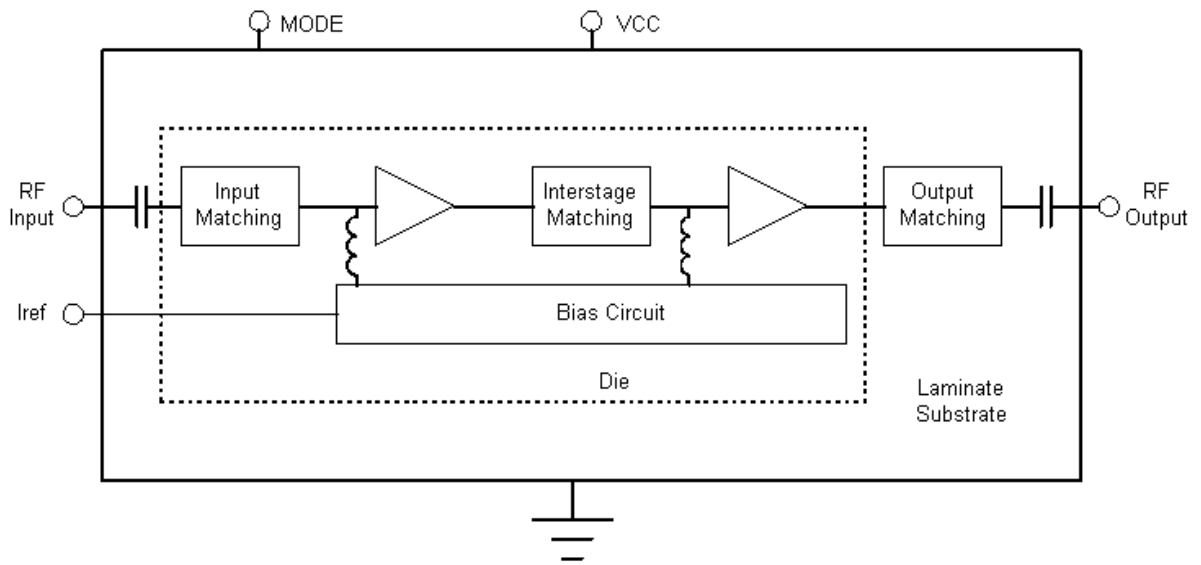 MODE
VCC
RF
Input
Input
Matching
Interstage
Matching
Output
Matching
RF
Output
Iref
Bias Circuit
Die
Laminate
Substrate